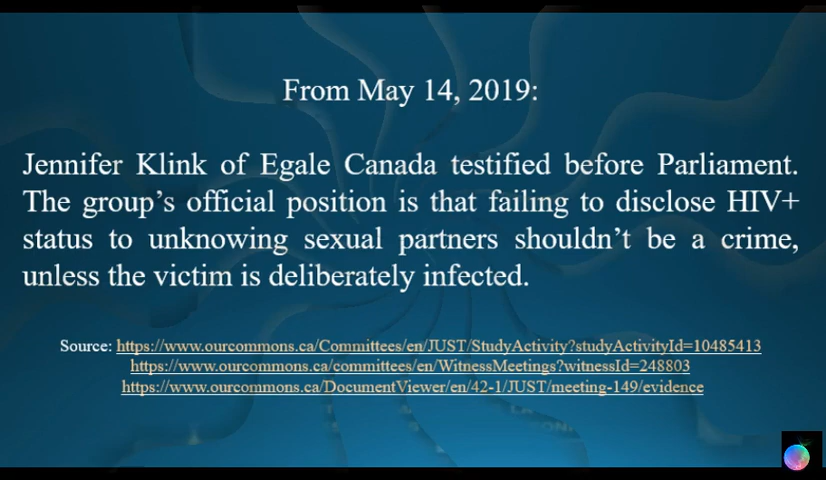 From May 14, 2019:
Jennifer Klink of Egale Canada testified before Parliament.
The group's official position is that failing to disclose HIV+
status to unknowing sexual partners shouldn't be a crime,
unless the victim is deliberately infected.
Source: https://www.ourcommons.ca/Committees/en/JUST/StudyActivity?studyActivityId=10485413
https://www.ourcommons.ca/committees/en/WitnessMeetings?witnessId=248803
https://www.ourcommons.ca/DocumentViewer/en/42-1/JUST/meeting-149/evidence